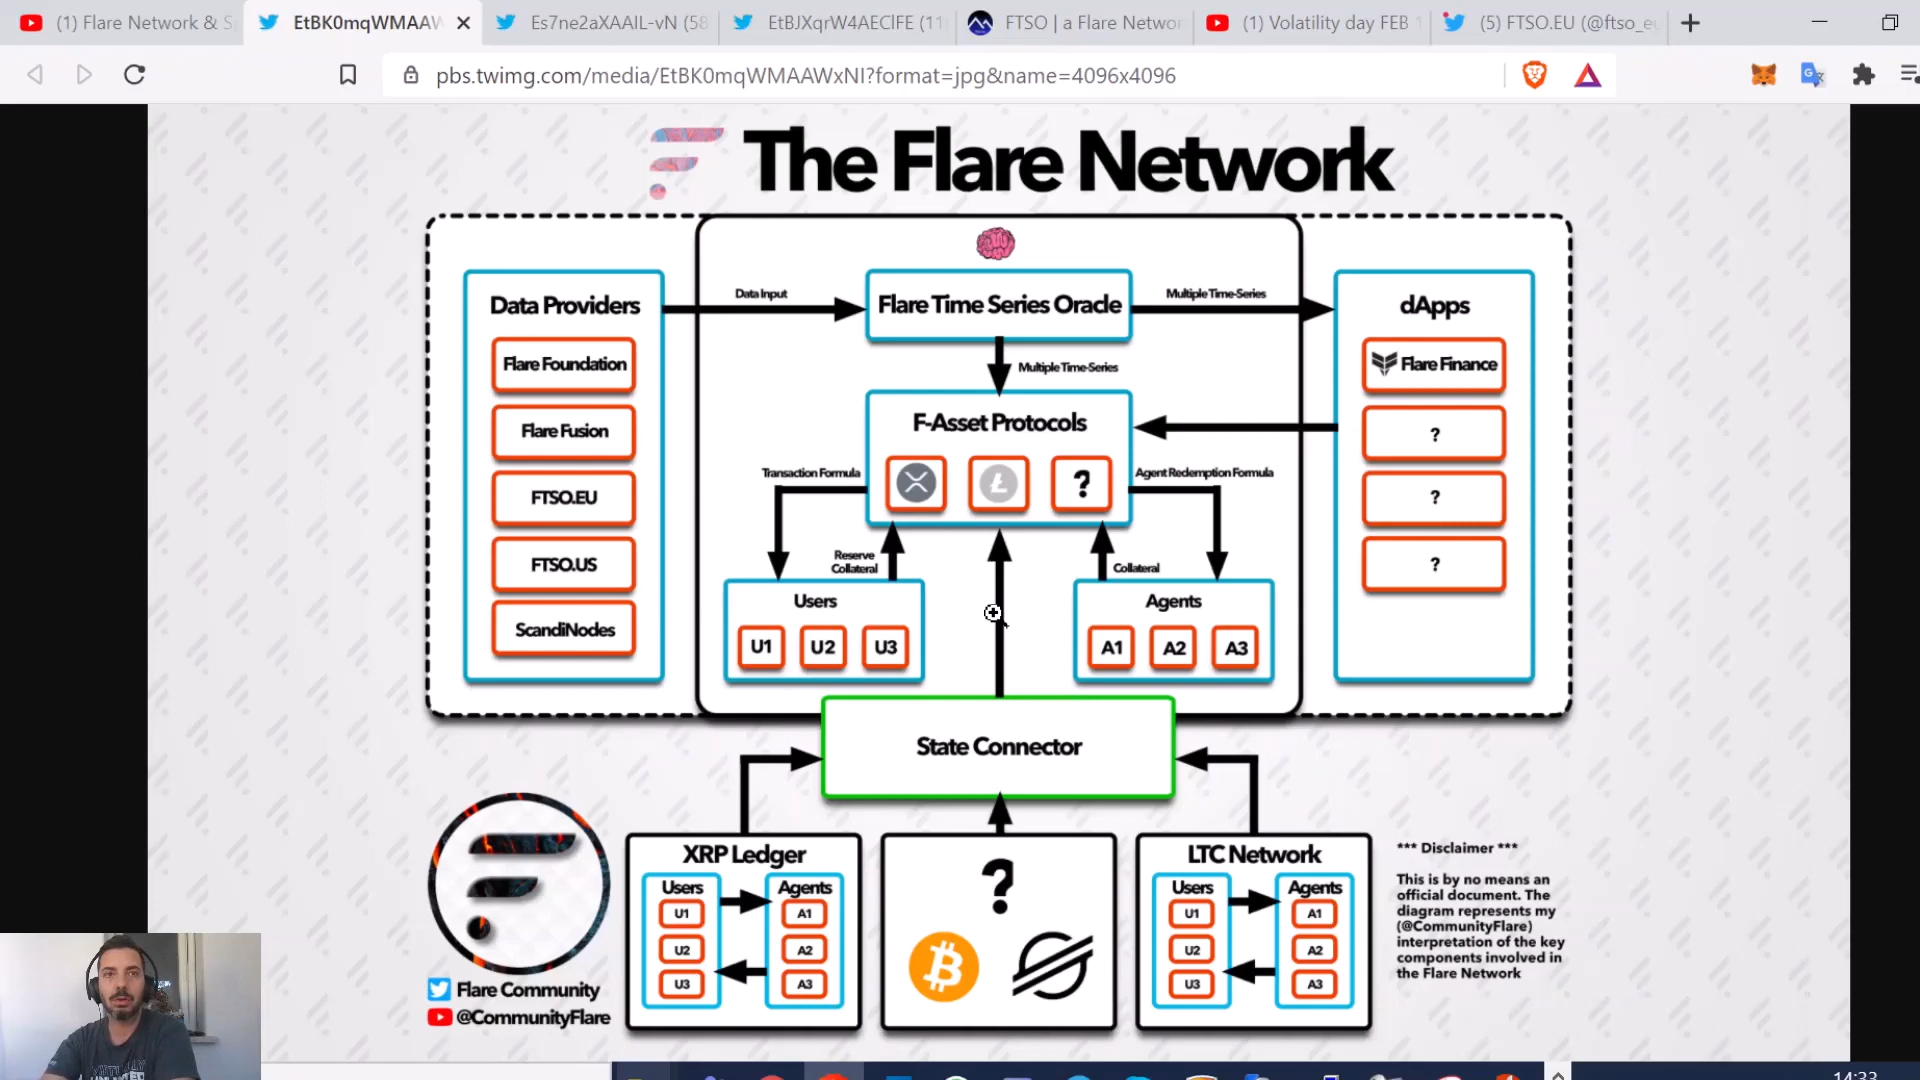 (1) Flare Network & S
EtBK0mqWMAAW
Es7ne2aXAAIL-vN (58
EtBJXqrW4AEClFE (11
FTSO | a Flare Networ
(1) Volatility day FEB 1
(5) FTSO.EU (@ftso_eu
pbs.twimg.com/media/EtBK0mqWMAAWxNI?format=jpg&name=4096x4096
The Flare Network
Data Providers
Flare Foundation
Flare Fusion
FTSO.EU
FTSO.US
ScandiNodes
Data Input
Flare Time Series Oracle
Multiple Time-Series
Multiple Time-Series
dApps
Flare Finance
?
?
?
F-Asset Protocols
?
Transaction Formula
Agent Redemption Formula
Reserve
Collateral
Collateral
Users
U1 U2 U3
Agents
A1 A2 A3
State Connector
XRP Ledger
Users Agents
U1 A1
U2 A2
U3 A3
?
LTC Network
Users Agents
U1 A1
U2 A2
U3 A3
*** Disclaimer ***
This is by no means an
official document. The
diagram represents my
(@CommunityFlare)
interpretation of the key
components involved in
the Flare Network
Flare Community
@CommunityFlare
14:33